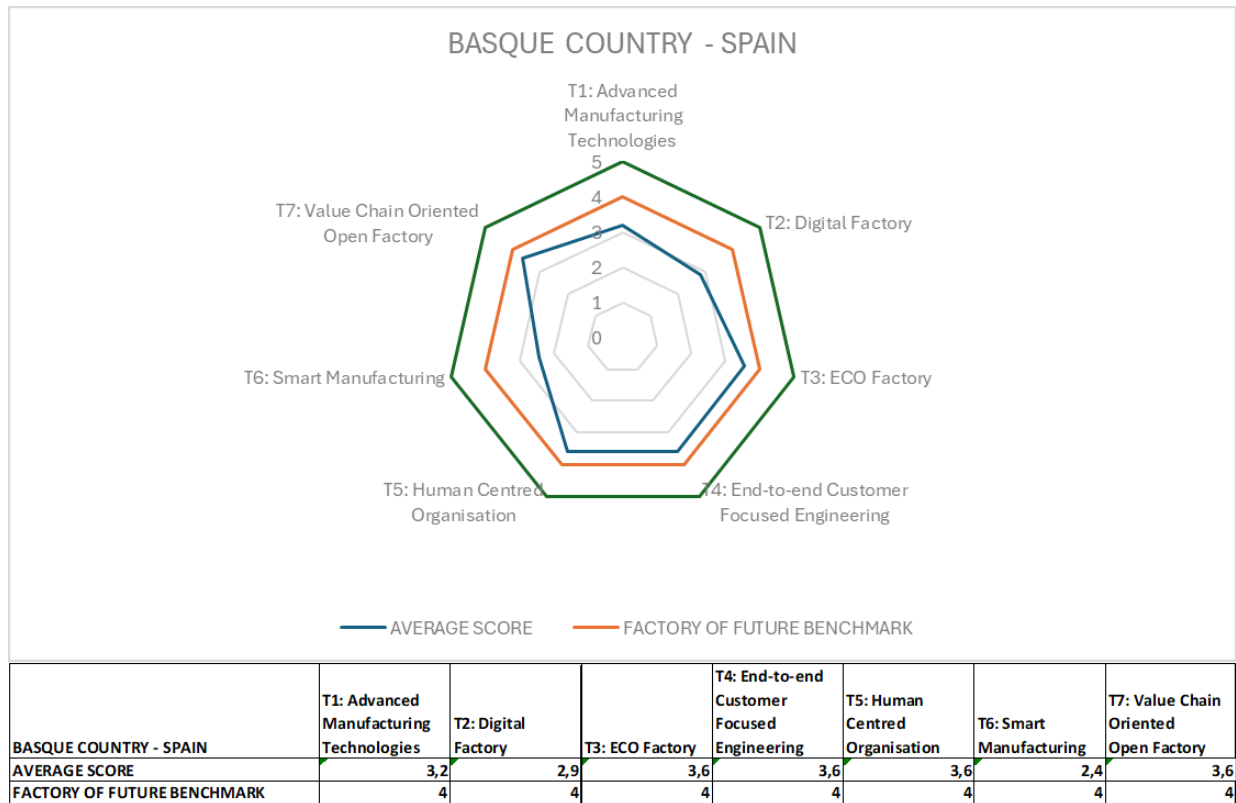 BASQUE COUNTRY - SPAIN
T1: Advanced
Manufacturing
Technologies
5
4
3
2
1
0
T2: Digital Factory
T3: ECO Factory
T4: End-to-end Customer
Focused Engineering
T5: Human Centred
Organisation
T6: Smart Manufacturing
T7: Value Chain Oriented
Open Factory
AVERAGE SCORE
FACTORY OF FUTURE BENCHMARK
BASQUE COUNTRY - SPAIN
T1: Advanced
Manufacturing
Technologies
T2: Digital
Factory
T3: ECO Factory
T4: End-to-end
Customer
Focused
Engineering
T5: Human
Centred
Organisation
T6: Smart
Manufacturing
T7: Value Chain
Oriented
Open Factory
AVERAGE SCORE 3,2 2,9 3,6 3,6 3,6 2,4 3,6
FACTORY OF FUTURE BENCHMARK 4 4 4 4 4 4 4